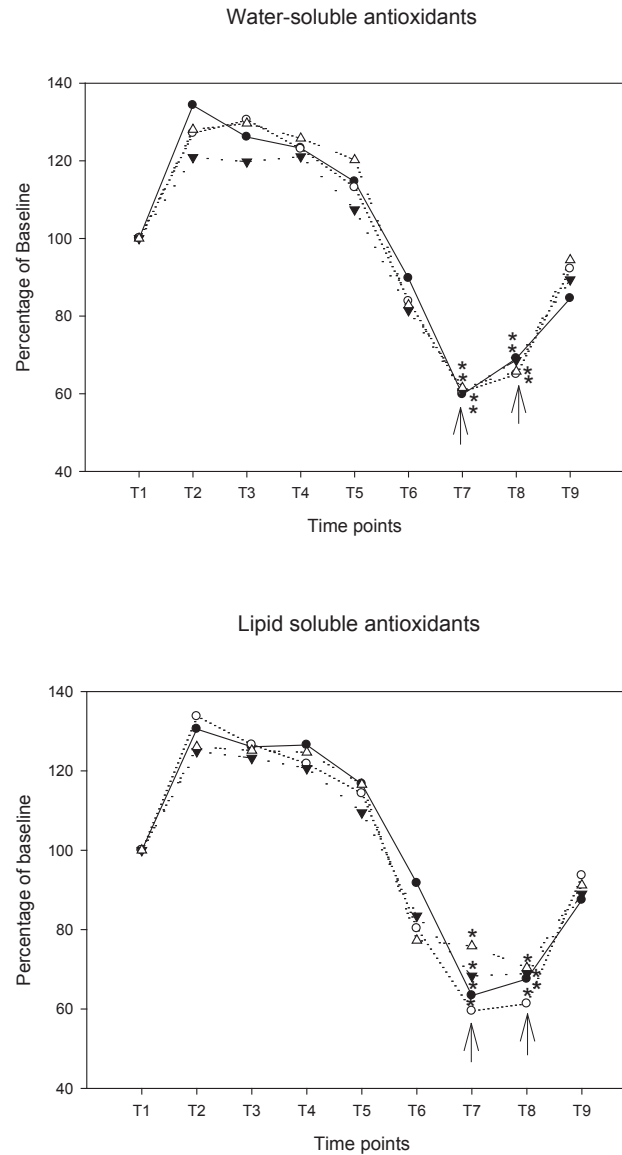 Water-soluble antioxidants
140
120
100
80
60
40
Percentage of Baseline
* *
* *
* *
* *
T1 T2 T3 T4 T5 T6 T7 T8 T9
Time points
Lipid soluble antioxidants
140
120
100
80
60
40
Percentage of baseline
*
* *
* *
* * *
T1 T2 T3 T4 T5 T6 T7 T8 T9
Time points